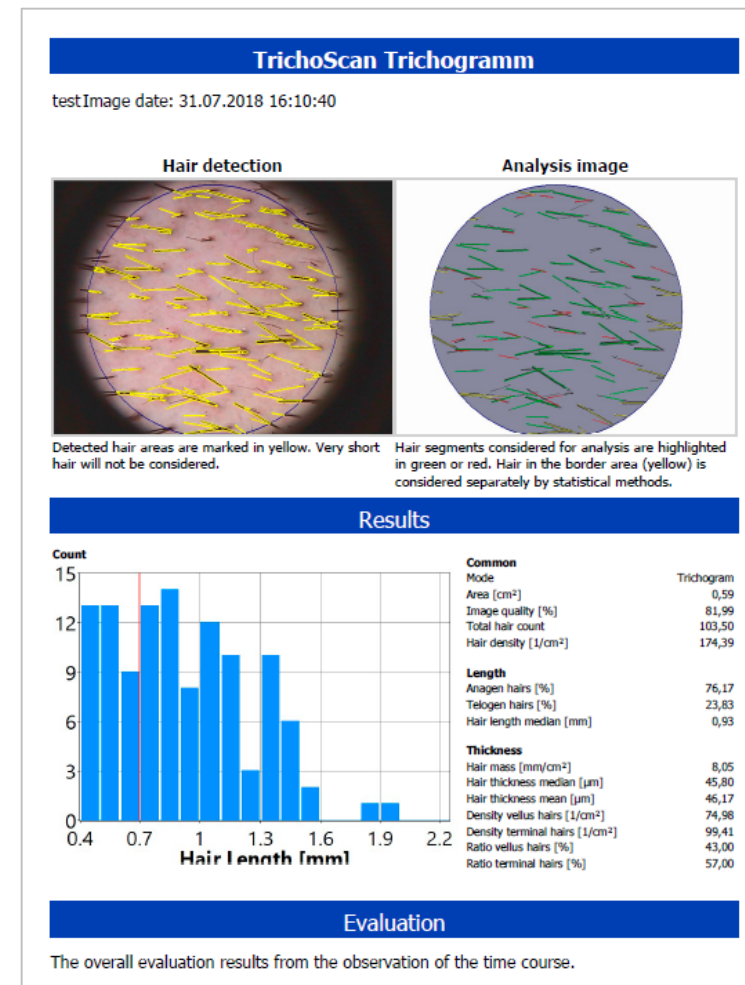 TrichoScan Trichogramm
testImage date: 31.07.2018 16:10:40
Hair detection
Analysis image
Detected hair areas are marked in yellow. Very short
hair will not be considered.
Hair segments considered for analysis are highlighted
in green or red. Hair in the border area (yellow) is
considered separately by statistical methods.
Results
Count
15
12
9
6
3
0
0.4 0.7 1 1.3 1.6 1.9 2.2
Hair Length [mm]
Common
Mode Trichogram
Area [cm²] 0,59
Image quality [%] 81,99
Total hair count 103,50
Hair density [1/cm²] 174,39
Length
Anagen hairs [%] 76,17
Telogen hairs [%] 23,83
Hair length median [mm] 0,93
Thickness
Hair mass [mm/cm²] 8,05
Hair thickness median [µm] 45,80
Hair thickness mean [µm] 46,17
Density vellus hairs [1/cm²] 74,98
Density terminal hairs [1/cm²] 99,41
Ratio vellus hairs [%] 43,00
Ratio terminal hairs [%] 57,00
Evaluation
The overall evaluation results from the observation of the time course.